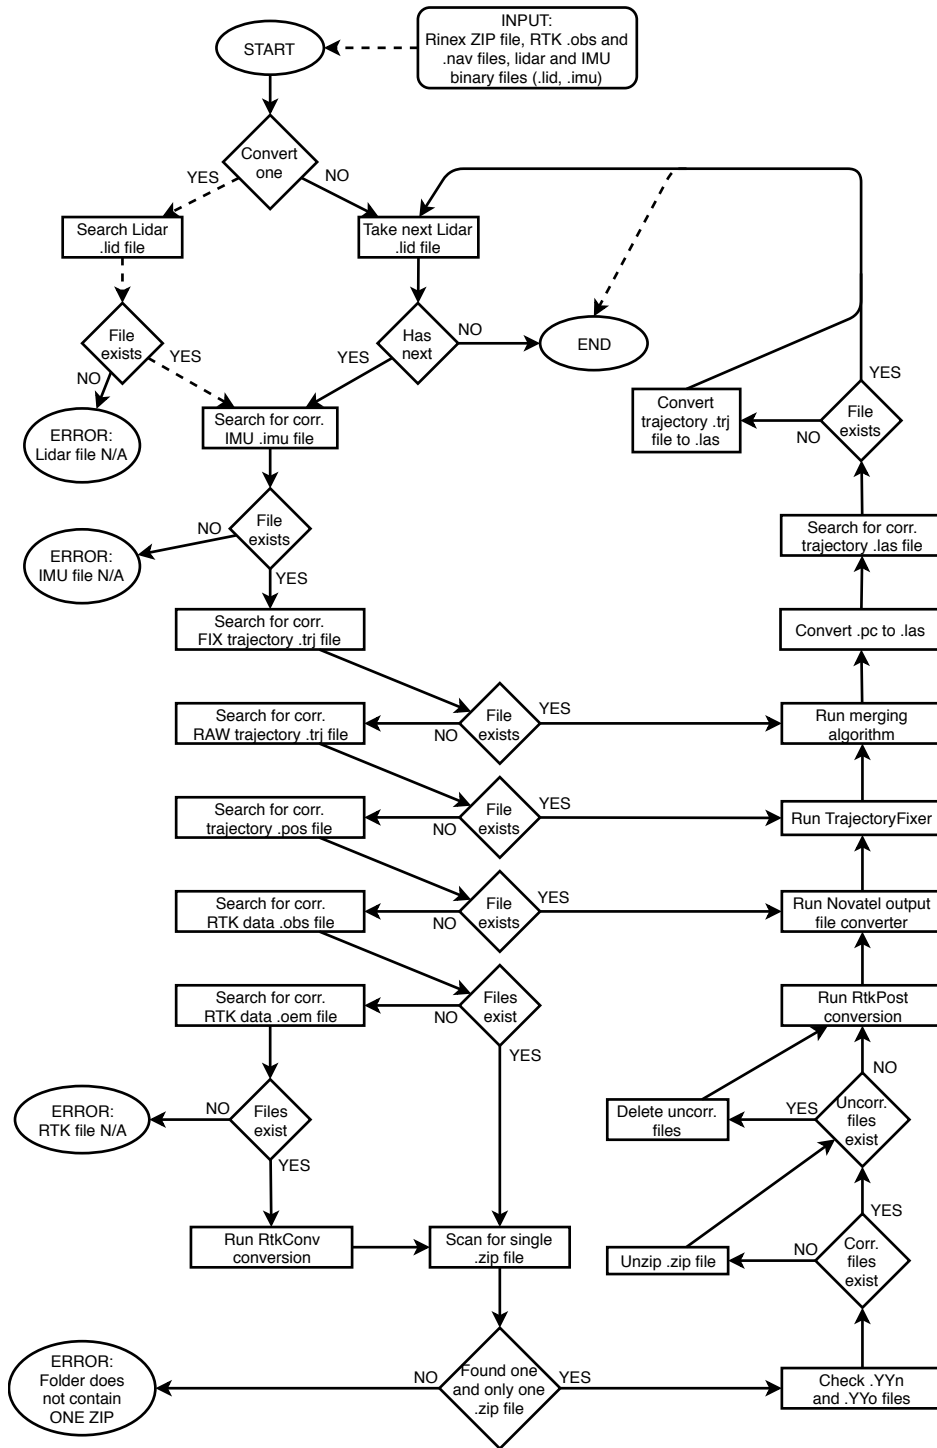 INPUT:
Rinex ZIP file, RTK .obs and
.nav files, lidar and IMU
binary files (.lid, .imu)
START
Convert
one
YES
NO
Search Lidar
.lid file
Take next Lidar
.lid file
File
exists
YES
NO
Has
next
YES
NO
END
ERROR:
Lidar file N/A
Search for corr.
IMU .imu file
Convert
trajectory .trj
file to .las
YES
NO
File
exists
File
exists
NO
YES
ERROR:
IMU file N/A
Search for corr.
trajectory .las file
Search for corr.
FIX trajectory .trj file
Convert .pc to .las
File
exists
YES
NO
Search for corr.
RAW trajectory .trj file
Run merging
algorithm
File
exists
YES
NO
Search for corr.
trajectory .pos file
Run TrajectoryFixer
File
exists
YES
NO
Search for corr.
RTK data .obs file
Run Novatel output
file converter
Files
exist
NO
YES
Search for corr.
RTK data .oem file
Run RtkPost
conversion
Files
exist
NO
YES
ERROR:
RTK file N/A
NO
YES
Uncorr.
files
exist
Delete uncorr.
files
Run RtkConv
conversion
Scan for single
.zip file
Unzip .zip file
NO
YES
Corr.
files
exist
ERROR:
Folder does
not contain
ONE ZIP
NO
Found one
and only one
.zip file
YES
Check .YYn
and .YYo files